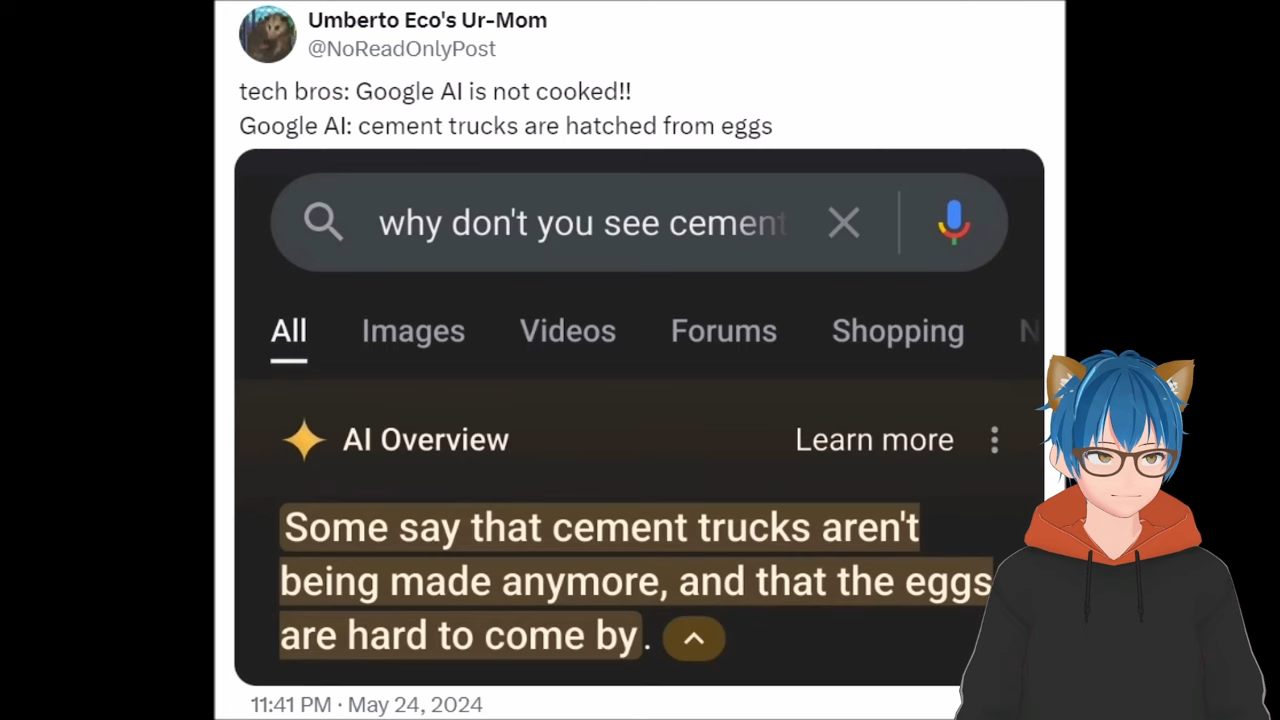 Umberto Eco's Ur-Mom
@NoReadOnlyPost
tech bros: Google AI is not cooked!!
Google AI: cement trucks are hatched from eggs
why don't you see cement
All Images Videos Forums Shopping N
AI Overview Learn more
Some say that cement trucks aren't
being made anymore, and that the eggs
are hard to come by.
11:41 PM · May 24, 2024